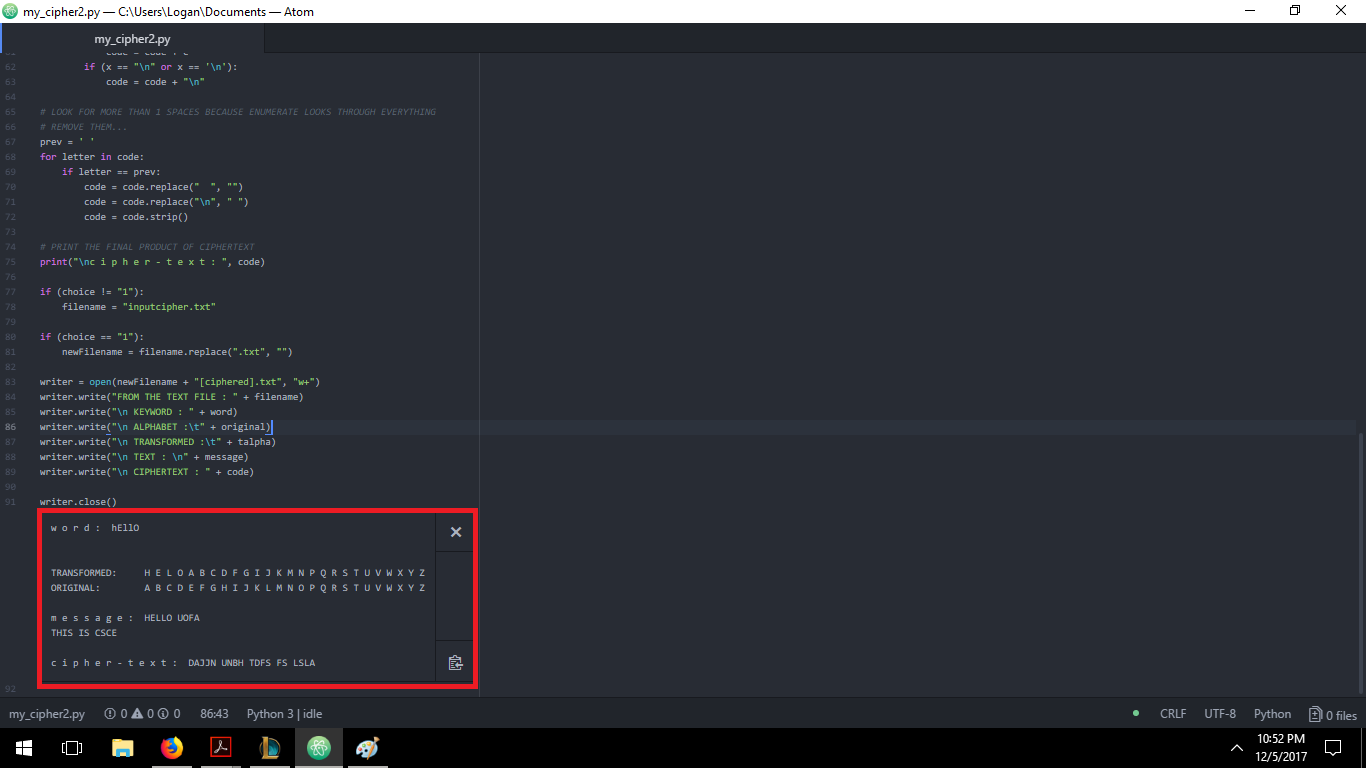 my_cipher2.py — C:\Users\Logan\Documents — Atom
my_cipher2.py
62 if (x == "\n" or x == '\n'):
63 code = code + "\n"
64
65 # LOOK FOR MORE THAN 1 SPACES BECAUSE ENUMERATE LOOKS THROUGH EVERYTHING
66 # REMOVE THEM...
67 prev = ' '
68 for letter in code:
69 if letter == prev:
70 code = code.replace("  ", "")
71 code = code.replace("\n", " ")
72 code = code.strip()
73
74 # PRINT THE FINAL PRODUCT OF CIPHERTEXT
75 print("\nc i p h e r - t e x t : ", code)
76
77 if (choice != "1"):
78 filename = "inputcipher.txt"
79
80 if (choice == "1"):
81 newFilename = filename.replace(".txt", "")
82
83 writer = open(newFilename + "[ciphered].txt", "w+")
84 writer.write("FROM THE TEXT FILE : " + filename)
85 writer.write("\n KEYWORD : " + word)
86 writer.write("\n ALPHABET :\t" + original)
87 writer.write("\n TRANSFORMED :\t" + talpha)
88 writer.write("\n TEXT : \n" + message)
89 writer.write("\n CIPHERTEXT : " + code)
90
91 writer.close()
w o r d :  hEllO
TRANSFORMED: H E L O A B C D F G I J K M N P Q R S T U V W X Y Z
ORIGINAL: A B C D E F G H I J K L M N O P Q R S T U V W X Y Z
m e s s a g e :  HELLO UOFA
THIS IS CSCE
c i p h e r - t e x t :  DAJJN UNBH TDFS FS LSLA
92
my_cipher2.py 0 0 0 86:43 Python 3 | idle CRLF UTF-8 Python 0 files
10:52 PM
12/5/2017